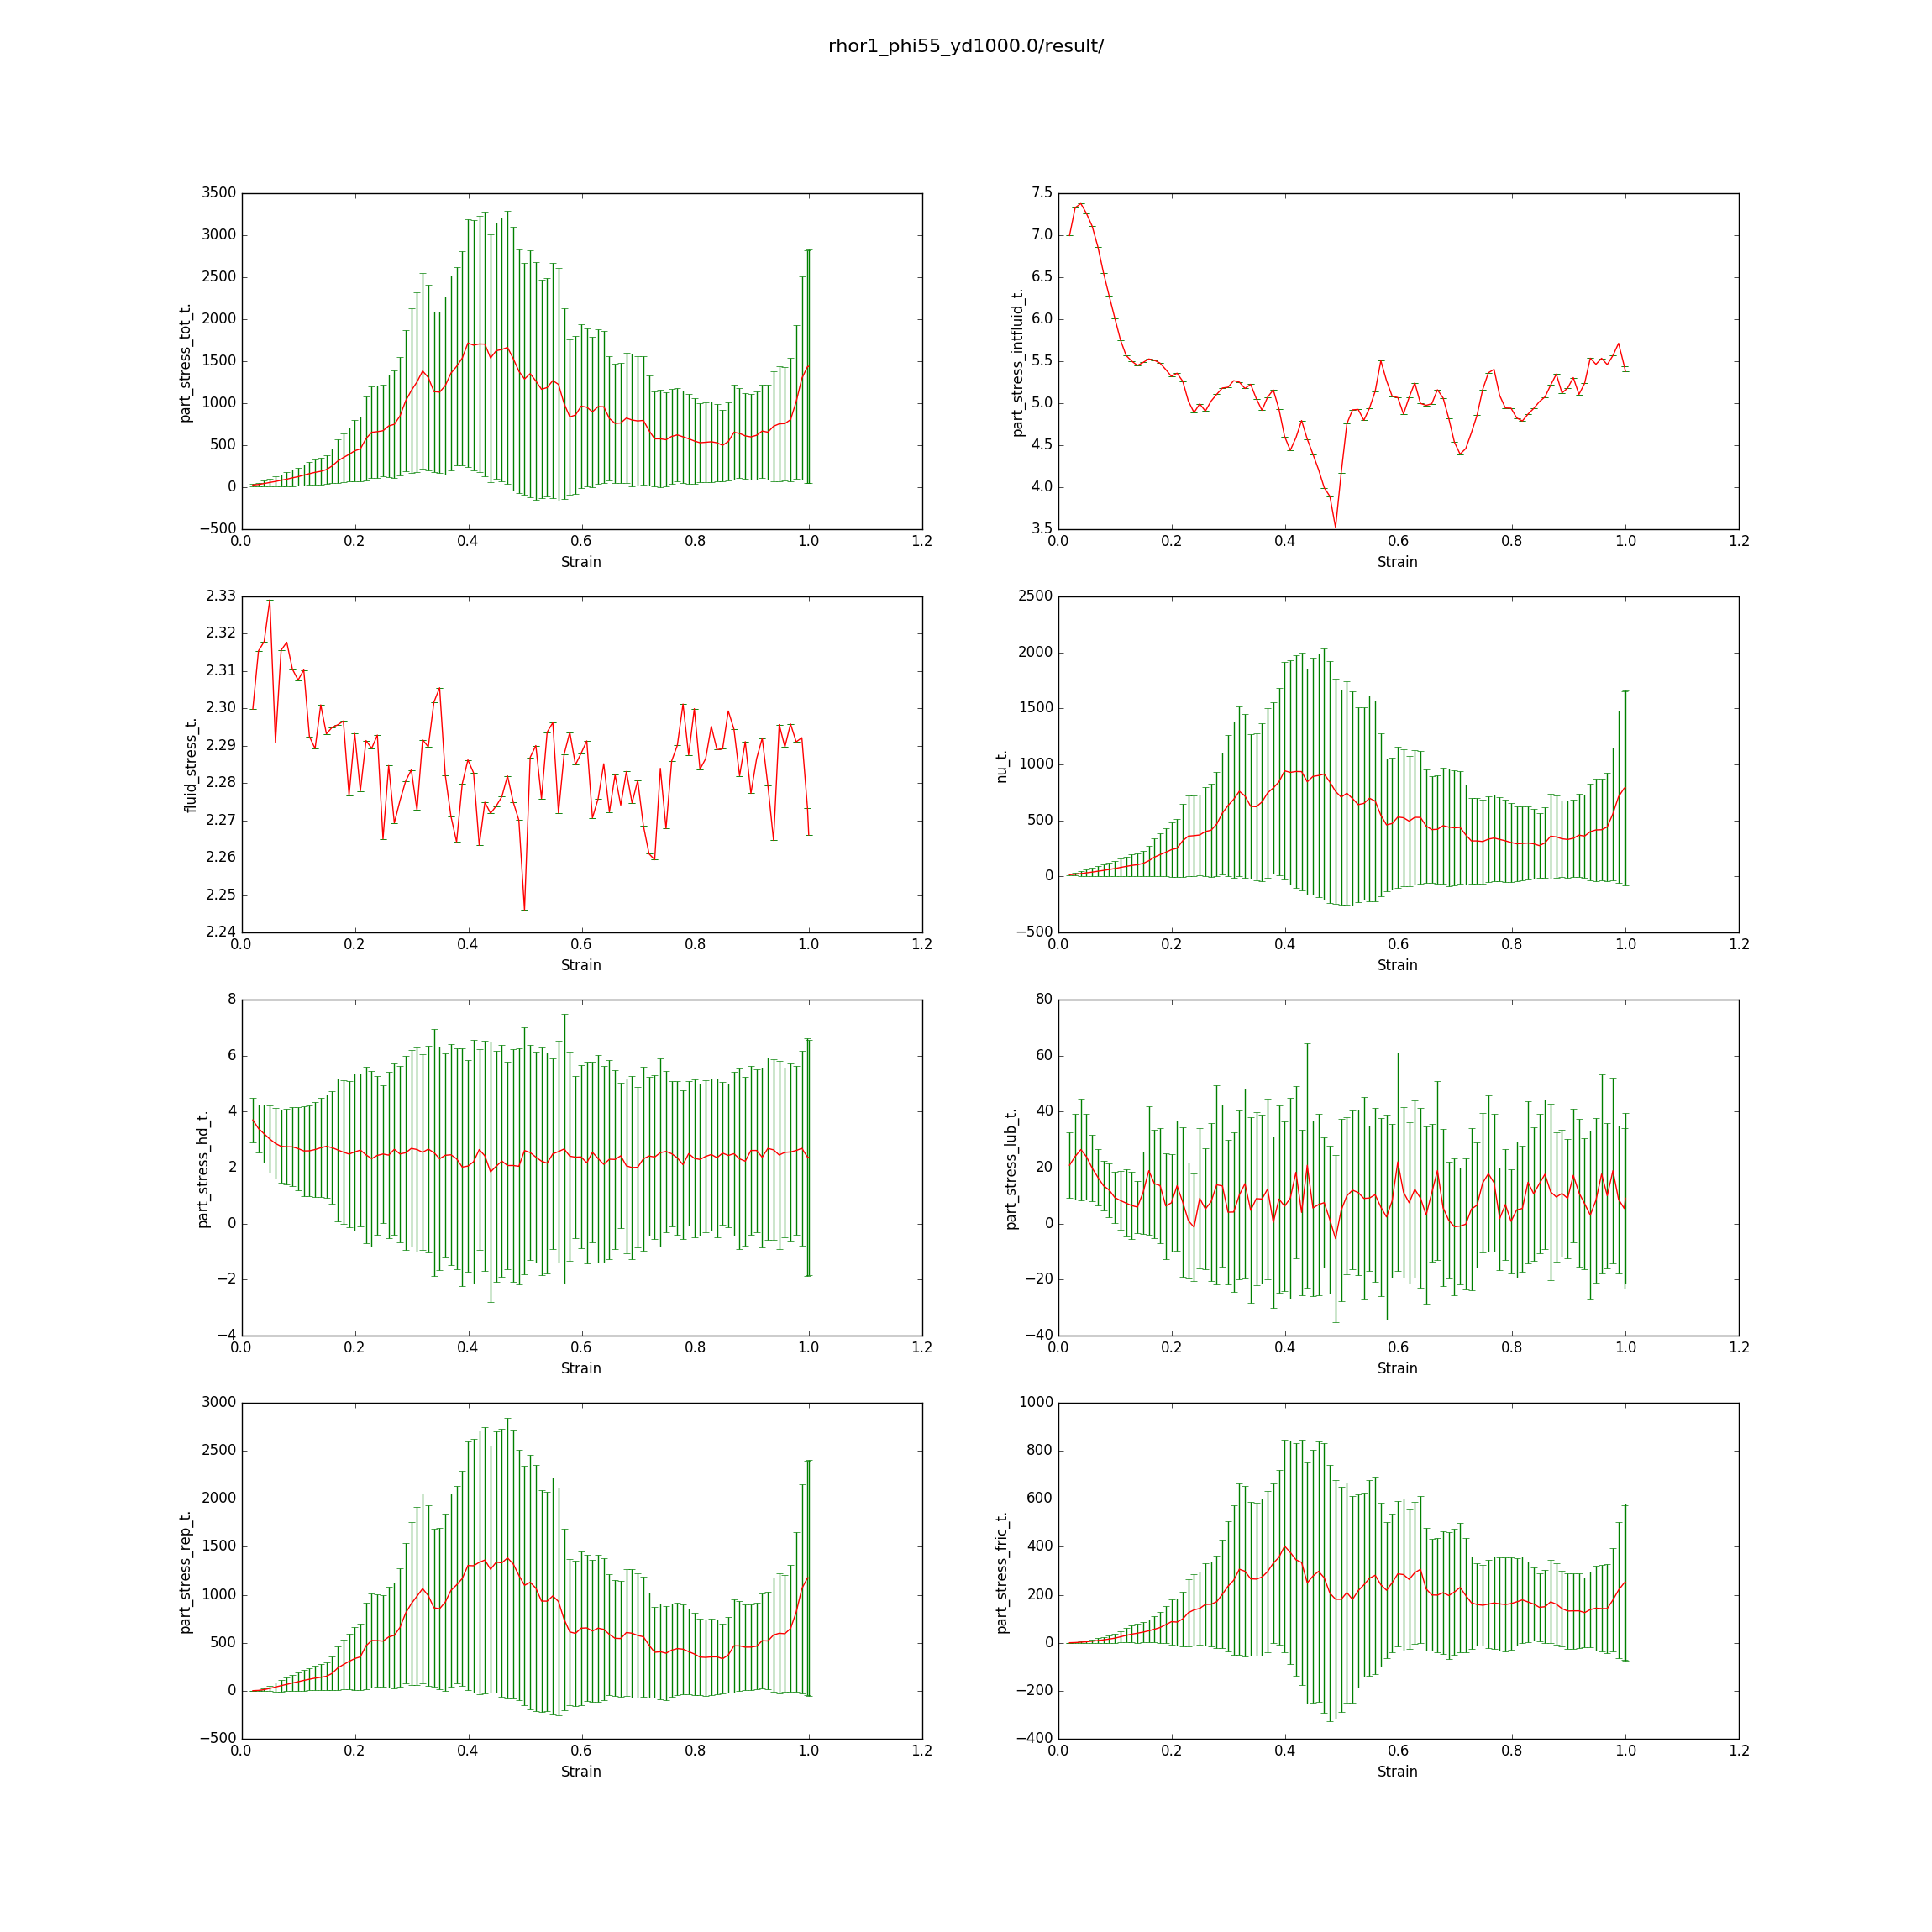 rhor1_phi55_yd1000.0/result/
3500
3000
2500
2000
1500
1000
500
0
−500
part_stress_tot_t.
0.0 0.2 0.4 0.6 0.8 1.0 1.2
Strain
7.5
7.0
6.5
6.0
5.5
5.0
4.5
4.0
3.5
part_stress_intfluid_t.
0.0 0.2 0.4 0.6 0.8 1.0 1.2
Strain
2.33
2.32
2.31
2.30
2.29
2.28
2.27
2.26
2.25
2.24
fluid_stress_t.
0.0 0.2 0.4 0.6 0.8 1.0 1.2
Strain
2500
2000
1500
1000
500
0
−500
nu_t.
0.0 0.2 0.4 0.6 0.8 1.0 1.2
Strain
8
6
4
2
0
−2
−4
part_stress_hd_t.
0.0 0.2 0.4 0.6 0.8 1.0 1.2
Strain
80
60
40
20
0
−20
−40
part_stress_lub_t.
0.0 0.2 0.4 0.6 0.8 1.0 1.2
Strain
3000
2500
2000
1500
1000
500
0
−500
part_stress_rep_t.
0.0 0.2 0.4 0.6 0.8 1.0 1.2
Strain
1000
800
600
400
200
0
−200
−400
part_stress_fric_t.
0.0 0.2 0.4 0.6 0.8 1.0 1.2
Strain